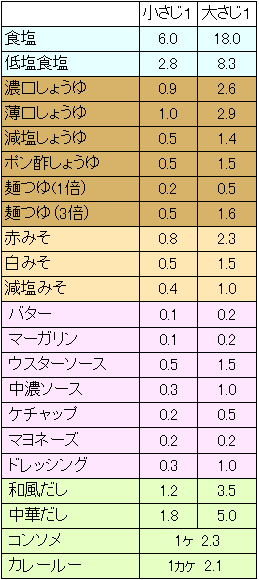 小さじ1 大さじ1
食塩 6.0 18.0
低塩食塩 2.8 8.3
濃口しょうゆ 0.9 2.6
薄口しょうゆ 1.0 2.9
減塩しょうゆ 0.5 1.4
ポン酢しょうゆ 0.5 1.5
麺つゆ(1倍) 0.2 0.5
麺つゆ(3倍) 0.5 1.6
赤みそ 0.8 2.3
白みそ 0.5 1.5
減塩みそ 0.4 1.0
バター 0.1 0.2
マーガリン 0.1 0.2
ウスターソース 0.5 1.5
中濃ソース 0.3 1.0
ケチャップ 0.2 0.5
マヨネーズ 0.2 0.2
ドレッシング 0.3 1.0
和風だし 1.2 3.5
中華だし 1.8 5.0
コンソメ 1ヶ 2.3
カレールー 1カケ 2.1